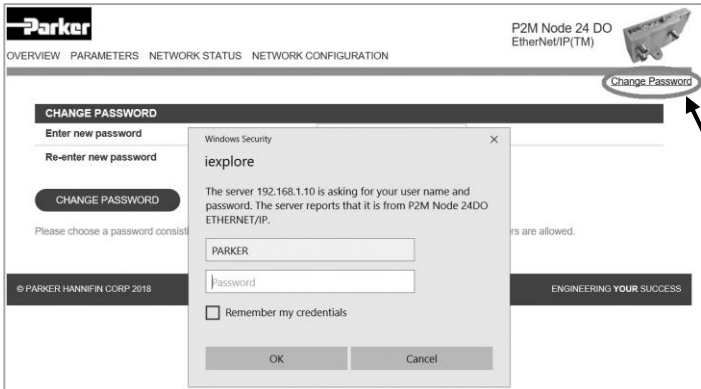 Parker
P2M Node 24 DO
EtherNet/IP(TM)
OVERVIEW PARAMETERS NETWORK STATUS NETWORK CONFIGURATION
Change Password
CHANGE PASSWORD
Enter new password
Re-enter new password
CHANGE PASSWORD
Please choose a password consisti
rs are allowed.
Windows Security
iexplore
The server 192.168.1.10 is asking for your user name and
password. The server reports that it is from P2M Node 24DO
ETHERNET/IP.
PARKER
Password
Remember my credentials
OK Cancel
© PARKER HANNIFIN CORP 2018
ENGINEERING YOUR SUCCESS